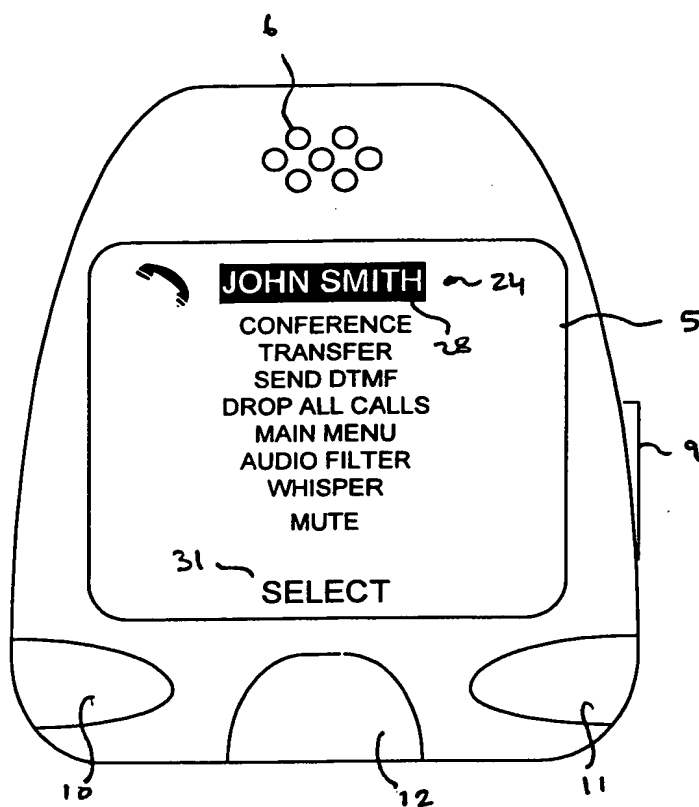 6
JOHN SMITH 24
CONFERENCE 28 5
TRANSFER
SEND DTMF
DROP ALL CALLS
MAIN MENU 9
AUDIO FILTER
WHISPER
MUTE
31
SELECT
10 12 11